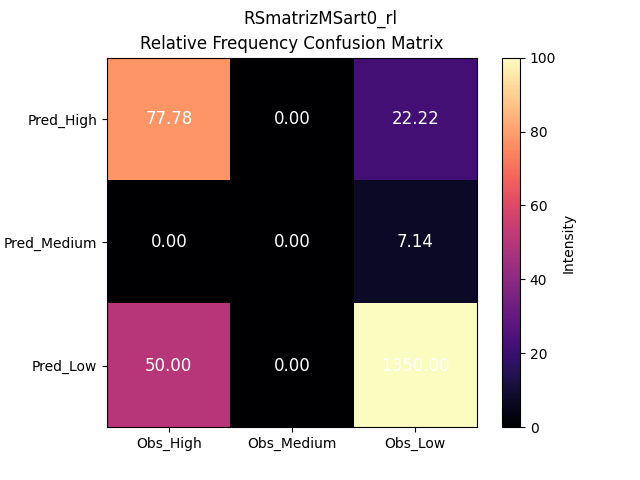 RSmatrizMSart0_rl
Relative Frequency Confusion Matrix
Pred_High
77.78
0.00
22.22
Pred_Medium
0.00
0.00
7.14
Pred_Low
50.00
0.00
1350.00
Obs_High
Obs_Medium
Obs_Low
100
80
60
40
20
0
Intensity